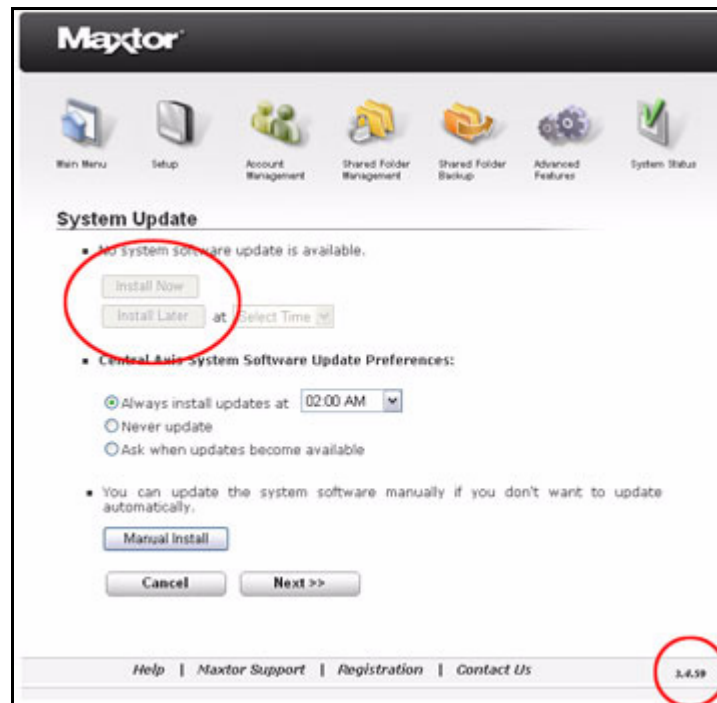 Maxtor
Main Menu
Setup
Account Management
Shared Folder Management
Shared Folder Backup
Advanced Features
System Status
System Update
No system software update is available.
Install Now
Install Later at Select Time
Central Axis System Software Update Preferences:
Always install updates at 02:00 AM
Never update
Ask when updates become available
You can update the system software manually if you don't want to update
automatically.
Manual Install
Cancel Next >>
Help | Maxtor Support | Registration | Contact Us